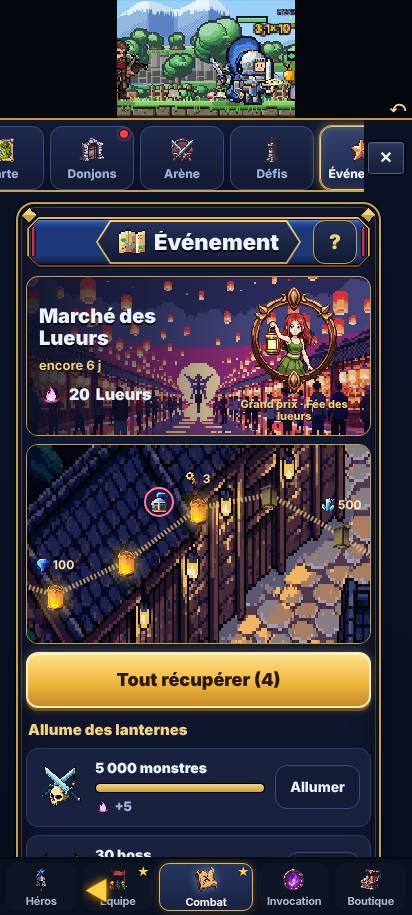 3,1×10
rte
Donjons
Arène
Défis
Événe
×
Événement
?
Marché des
Lueurs
encore 6 j
20 Lueurs
Grand prix · Fée des
lueurs
3
500
100
Tout récupérer (4)
Allume des lanternes
5 000 monstres
+5
Allumer
30 boss
Héros
Équipe
Combat
Invocation
Boutique